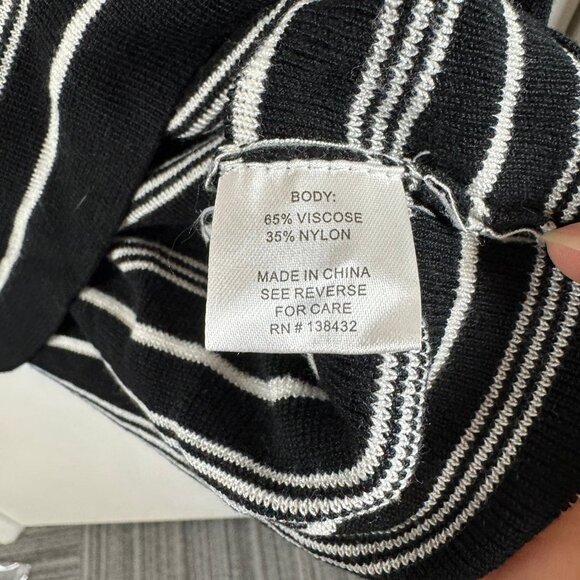 BODY:
65% VISCOSE
35% NYLON
MADE IN CHINA
SEE REVERSE
FOR CARE
RN # 138432